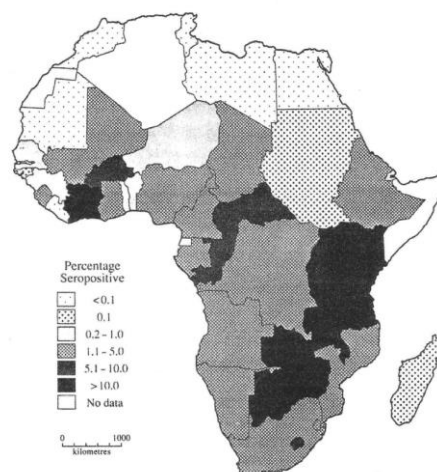 Percentage
Seropositive
<0.1
0.1
0.2–1.0
1.1–5.0
5.1–10.0
>10.0
No data
0 1000
kilometres